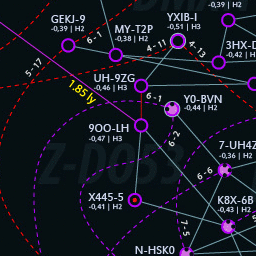 -0,39 | H2
GEKJ-9
-0,39 | H2
YXIB-I
-0,51 | H3
MY-T2P
-0,38 | H2
3HX-D
-0,42 | H
6 - 1
4-11
4-13
5-17
UH-9ZG
-0,46 | H3
1,85 ly
6-1
Y0-BVN
-0,44 | H2
9OO-LH
-0,47 | H3
6-2
7-UH4Z
-0,36 | H2
6-6
X445-5
-0,41 | H2
K8X-6B
-0,43 | H2
7-5
N-HSK0